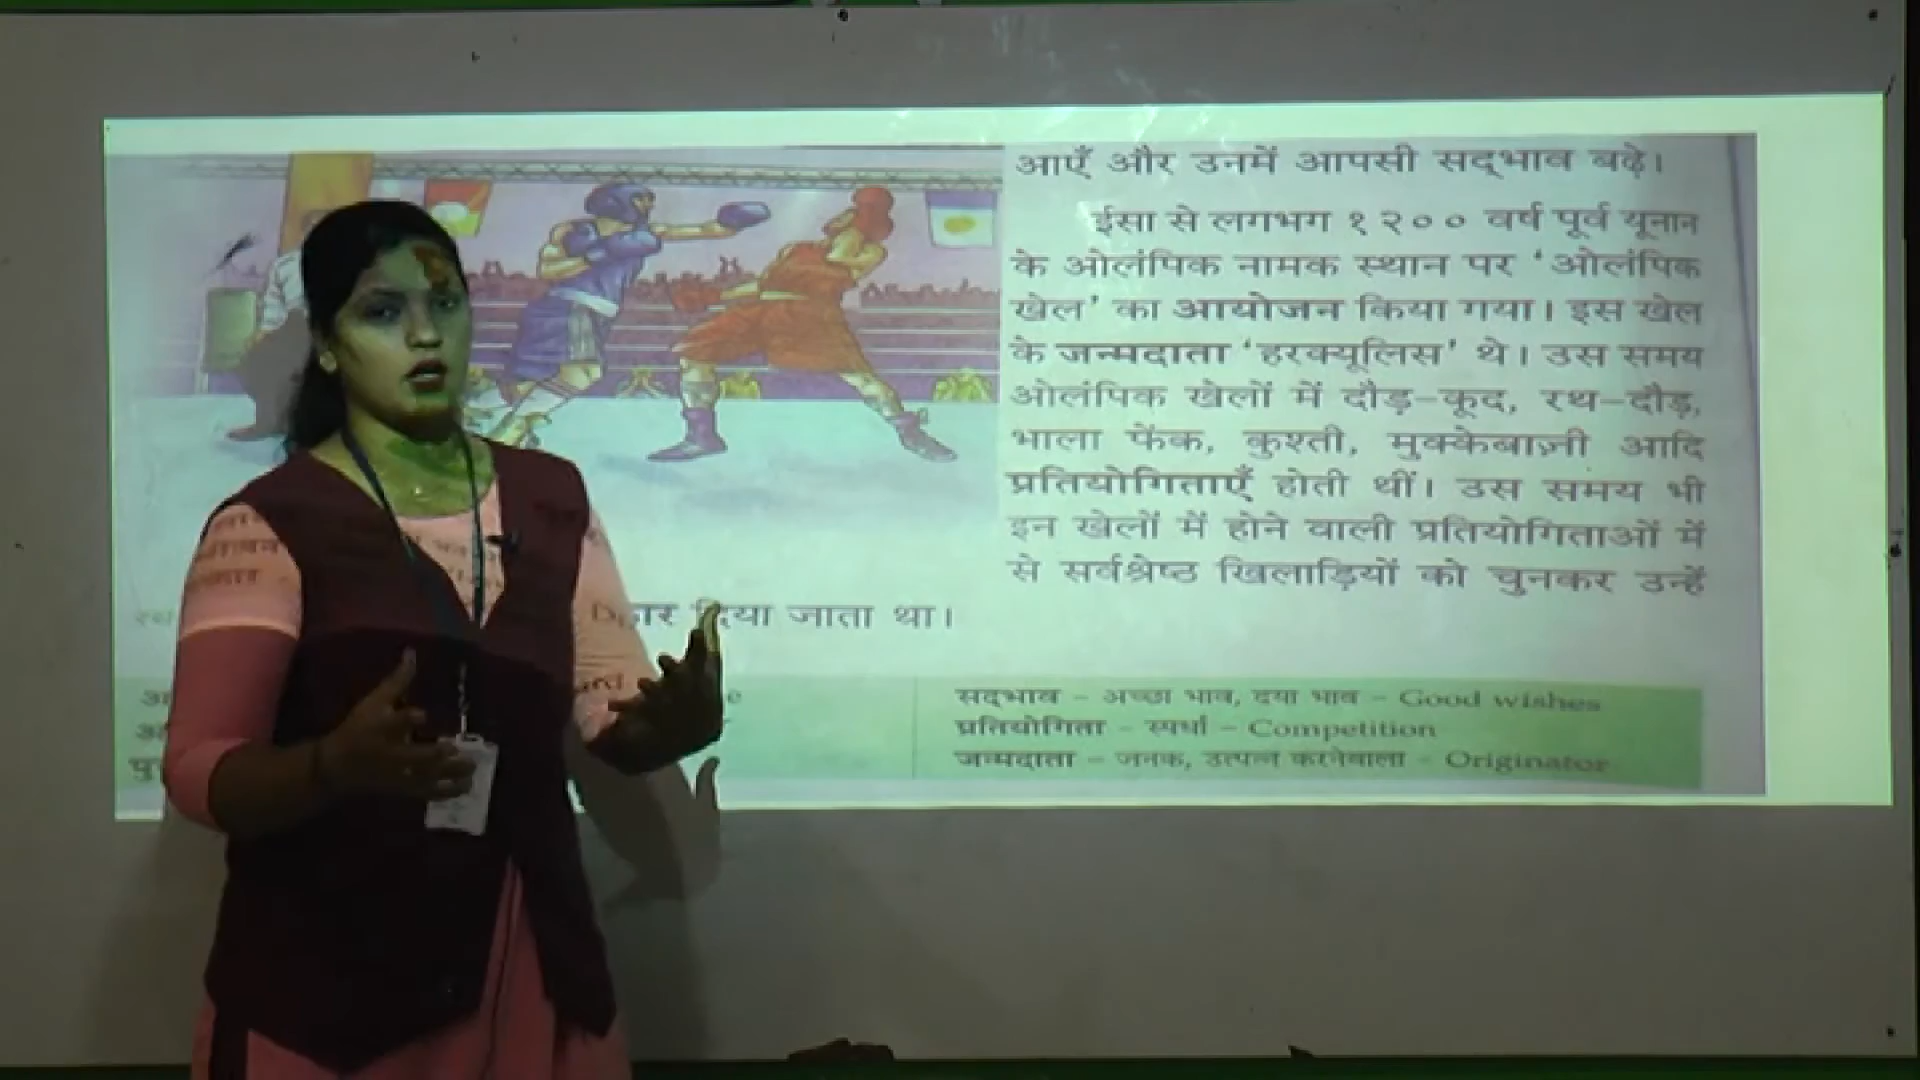 आएँ और उनमें आपसी सद्‌भाव बढ़े।
ईसा से लगभग १२०० वर्ष पूर्व यूनान
के ओलंपिक नामक स्थान पर ‘ओलंपिक
खेल’ का आयोजन किया गया। इस खेल
के जन्मदाता ‘हरक्यूलिस’ थे। उस समय
ओलंपिक खेलों में दौड़-कूद, रथ-दौड़,
भाला फेंक, कुश्ती, मुक्केबाज़ी आदि
प्रतियोगिताएँ होती थीं। उस समय भी
इन खेलों में होने वाली प्रतियोगिताओं में
से सर्वश्रेष्ठ खिलाड़ियों को चुनकर उन्हें
दिया जाता था।
सद्‌भाव - अच्छा भाव, दया भाव - Good wishes
प्रतियोगिता - स्पर्धा - Competition
जन्मदाता - जनक, उत्पन्न करनेवाला - Originator